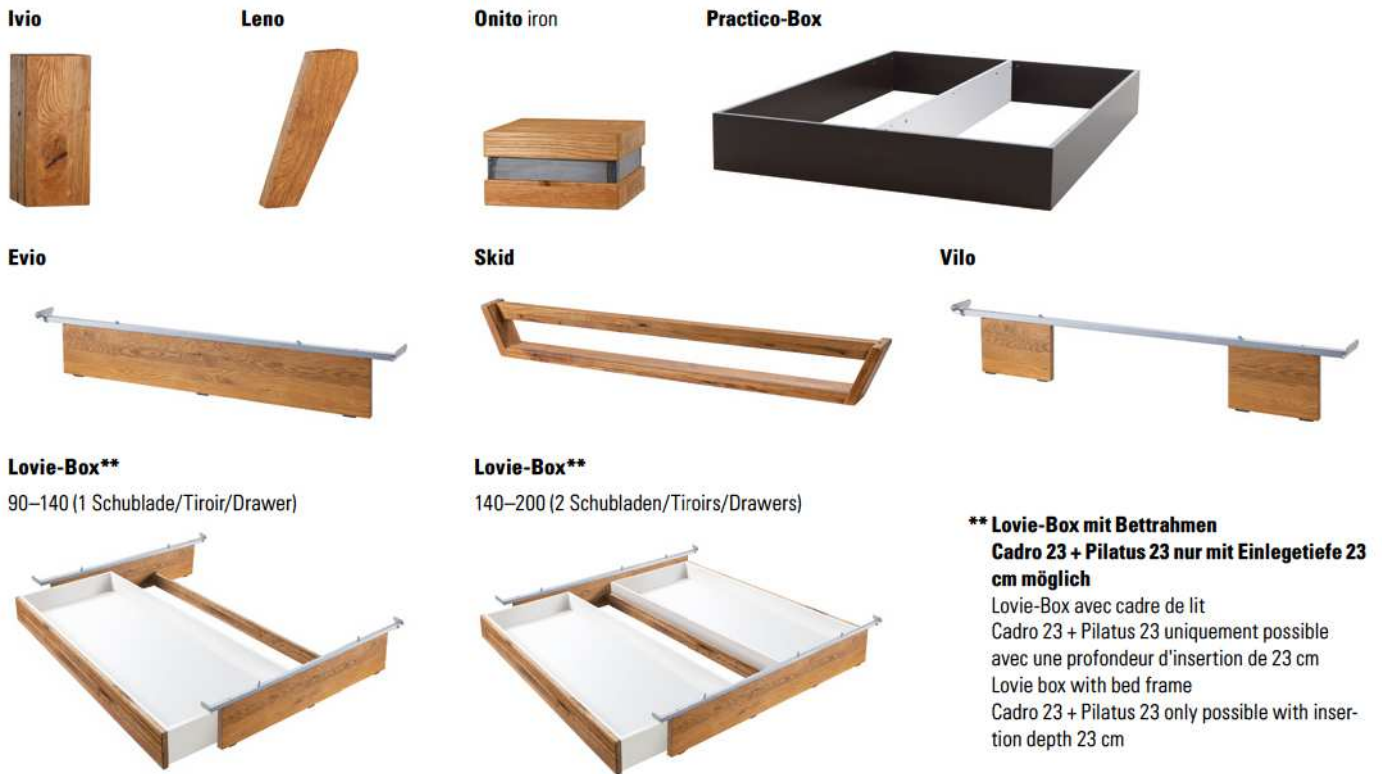 Ivio
Leno
Onito iron
Practico-Box
Evio
Skid
Vilo
Lovie-Box**
90–140 (1 Schublade/Tiroir/Drawer)
Lovie-Box**
140–200 (2 Schubladen/Tiroirs/Drawers)
** Lovie-Box mit Bettrahmen
Cadro 23 + Pilatus 23 nur mit Einlegetiefe 23
cm möglich
Lovie-Box avec cadre de lit
Cadro 23 + Pilatus 23 uniquement possible
avec une profondeur d'insertion de 23 cm
Lovie box with bed frame
Cadro 23 + Pilatus 23 only possible with inser-
tion depth 23 cm